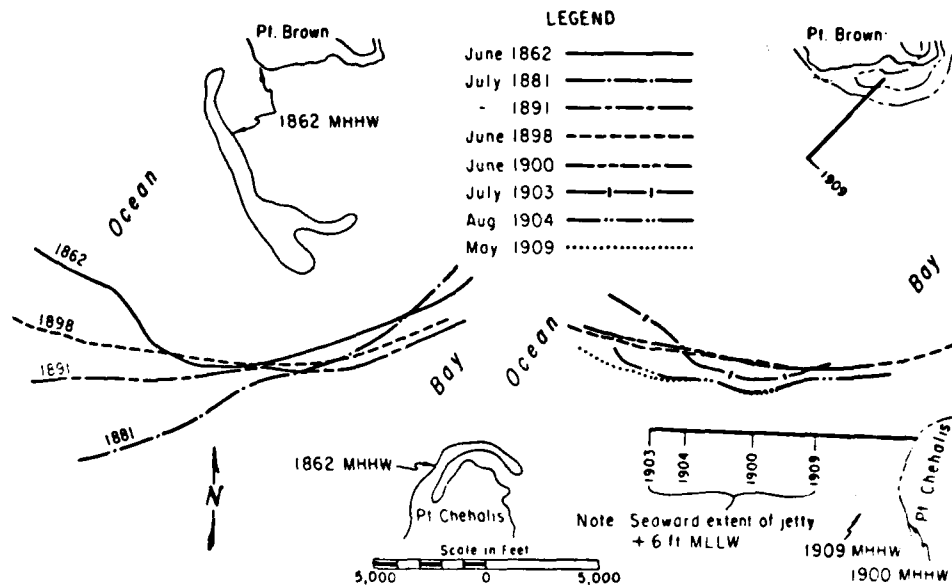 LEGEND
June 1862
July 1881
" 1891
June 1898
June 1900
July 1903
Aug 1904
May 1909
Pt. Brown
1862 MHHW
Ocean
1862
1898
1891
1881
Bay
N
1862 MHHW
Pt Chehalis
Scale in Feet
5,000 0 5,000
Pt. Brown
1909
Bay
Ocean
1903
1904
1900
1909
Pt Chehalis
Note Seaward extent of jetty
+ 6 ft MLLW
1909 MHHW
1900 MHHW